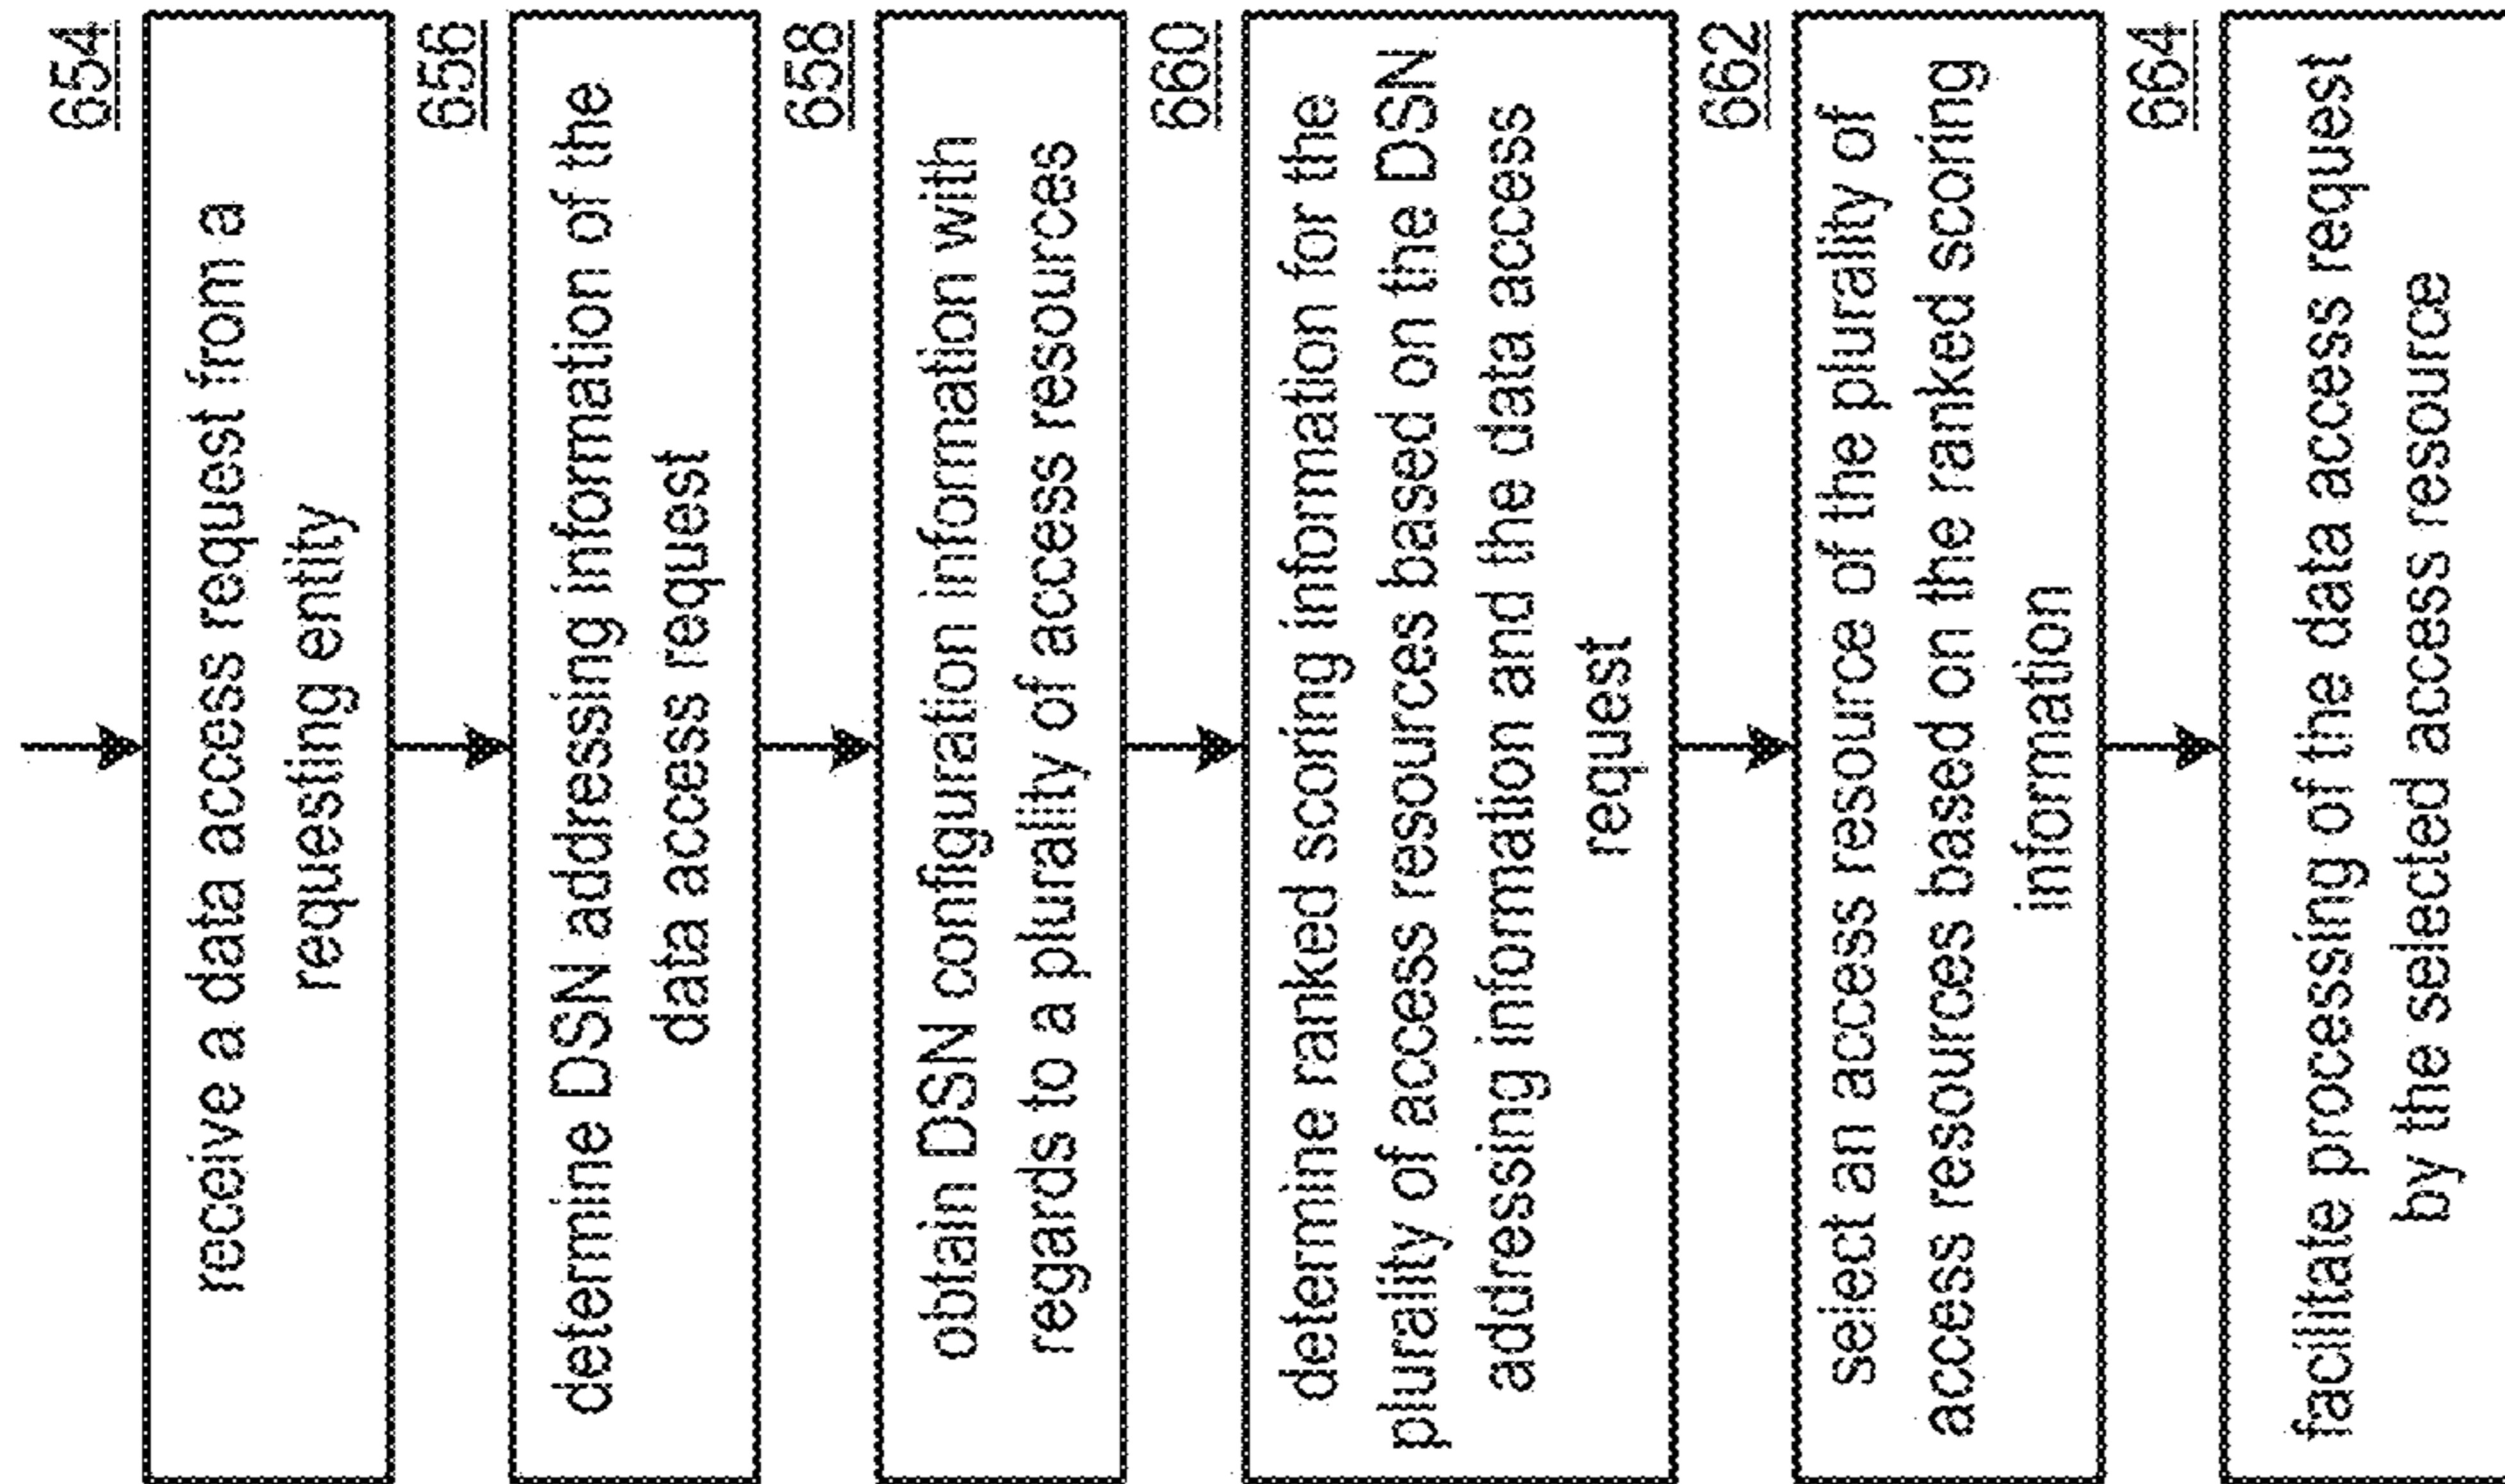 654
receive a data access request from a
requesting entity
656
determine DSN addressing information of the
data access request
658
obtain DSN configuration information with
regards to a plurality of access resources
660
determine ranked scoring information for the
plurality of access resources based on the DSN
addressing information and the data access
request
662
select an access resource of the plurality of
access resources based on the ranked scoring
information
664
facilitate processing of the data access request
by the selected access resource